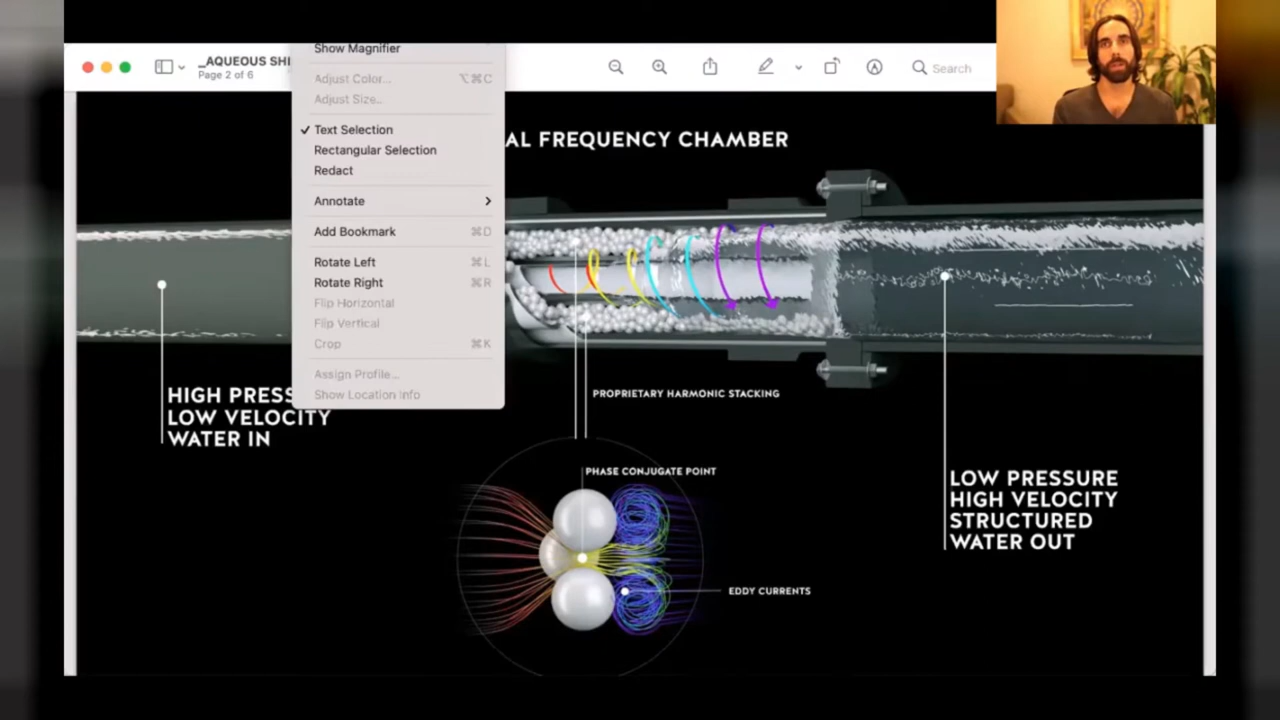 _AQUEOUS SHI
Page 2 of 6
Search
Show Magnifier
Adjust Color... ⌥⌘C
Adjust Size...
✓ Text Selection
Rectangular Selection
Redact
Annotate >
Add Bookmark ⌘D
Rotate Left ⌘L
Rotate Right ⌘R
Flip Horizontal
Flip Vertical
Crop ⌘K
Assign Profile...
Show Location Info
AL FREQUENCY CHAMBER
HIGH PRESS
LOW VELOCITY
WATER IN
PROPRIETARY HARMONIC STACKING
PHASE CONJUGATE POINT
EDDY CURRENTS
LOW PRESSURE
HIGH VELOCITY
STRUCTURED
WATER OUT